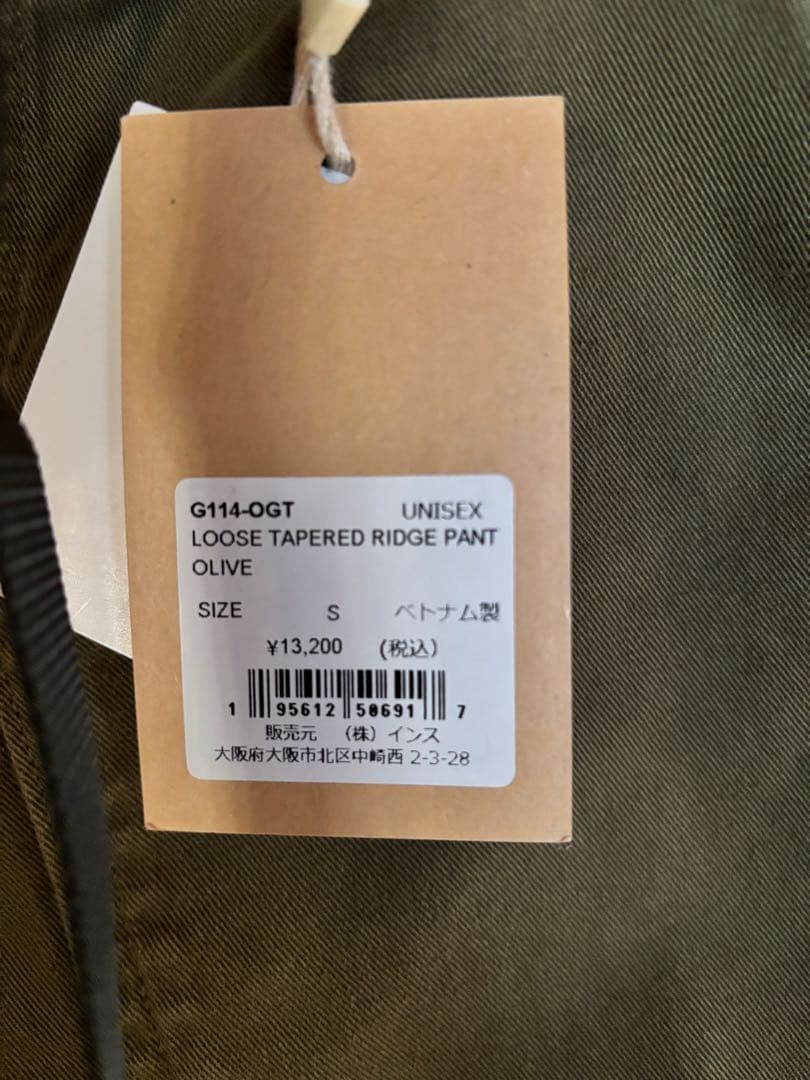 G114-OGT UNISEX
LOOSE TAPERED RIDGE PANT
OLIVE
SIZE S ベトナム製
¥13,200 (税込)
1 95612 50691 7
販売元 (株)インス
大阪府大阪市北区中崎西 2-3-28